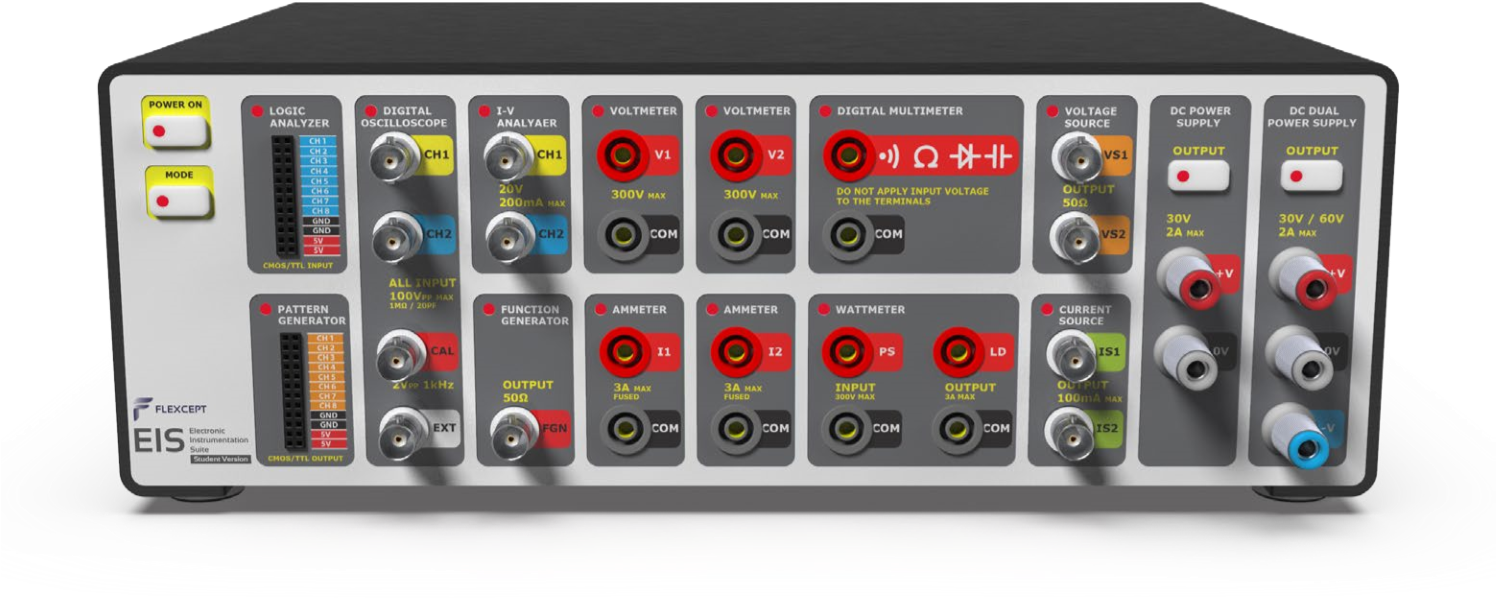 POWER ON
MODE
FLEXCEPT
EIS
Electronic
Instrumentation
Suite
Student Version
LOGIC
ANALYZER
CH 1
CH 2
CH 3
CH 4
CH 5
CH 6
CH 7
CH 8
GND
GND
5V
5V
CMOS/TTL INPUT
PATTERN
GENERATOR
CH 1
CH 2
CH 3
CH 4
CH 5
CH 6
CH 7
CH 8
GND
GND
5V
5V
CMOS/TTL OUTPUT
DIGITAL
OSCILLOSCOPE
CH1
CH2
ALL INPUT
100VPP MAX
1MΩ / 20PF
CAL
2VPP 1kHz
EXT
I-V
ANALYAER
CH1
20V
200mA MAX
CH2
FUNCTION
GENERATOR
OUTPUT
50Ω
FGN
VOLTMETER
V1
300V MAX
COM
AMMETER
I1
3A MAX
FUSED
COM
VOLTMETER
V2
300V MAX
COM
AMMETER
I2
3A MAX
FUSED
COM
DIGITAL MULTIMETER
Ω
DO NOT APPLY INPUT VOLTAGE
TO THE TERMINALS
COM
WATTMETER
PS
LD
INPUT
300V MAX
OUTPUT
3A MAX
COM
COM
VOLTAGE
SOURCE
VS1
OUTPUT
50Ω
VS2
CURRENT
SOURCE
IS1
OUTPUT
100mA MAX
IS2
DC POWER
SUPPLY
OUTPUT
30V
2A MAX
+V
0V
DC DUAL
POWER SUPPLY
OUTPUT
30V / 60V
2A MAX
+V
0V
-V